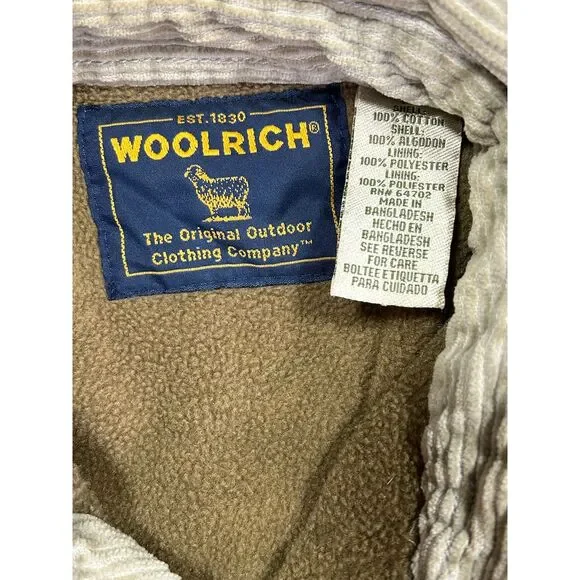 EST. 1830
WOOLRICH®
The Original Outdoor
Clothing Company™
SHELL:
100% COTTON
SHELL:
100% ALGODON
LINING:
100% POLYESTER
LINING:
100% POLIESTER
RN# 64702
MADE IN
BANGLADESH
HECHO EN
BANGLADESH
SEE REVERSE
FOR CARE
BOLTEE ETIQUETTA
PARA CUIDADO